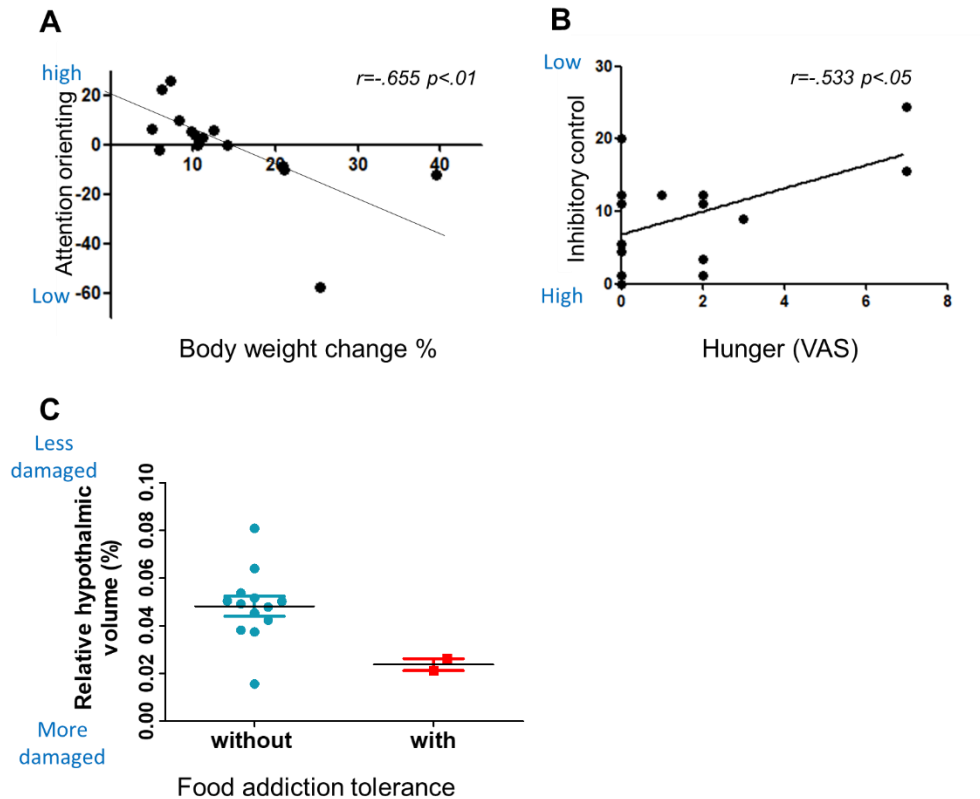 A
high
r=-.655 p<.01
Attention orienting
20
0
-20
-40
-60
10
20
30
40
Low
Body weight change %
B
Low
r=-.533 p<.05
Inhibitory control
30
20
10
0
High
0
2
4
6
8
Hunger (VAS)
C
Less
damaged
Relative hypothalmic
volume (%)
0.10
0.08
0.06
0.04
0.02
0.00
More
damaged
without
with
Food addiction tolerance